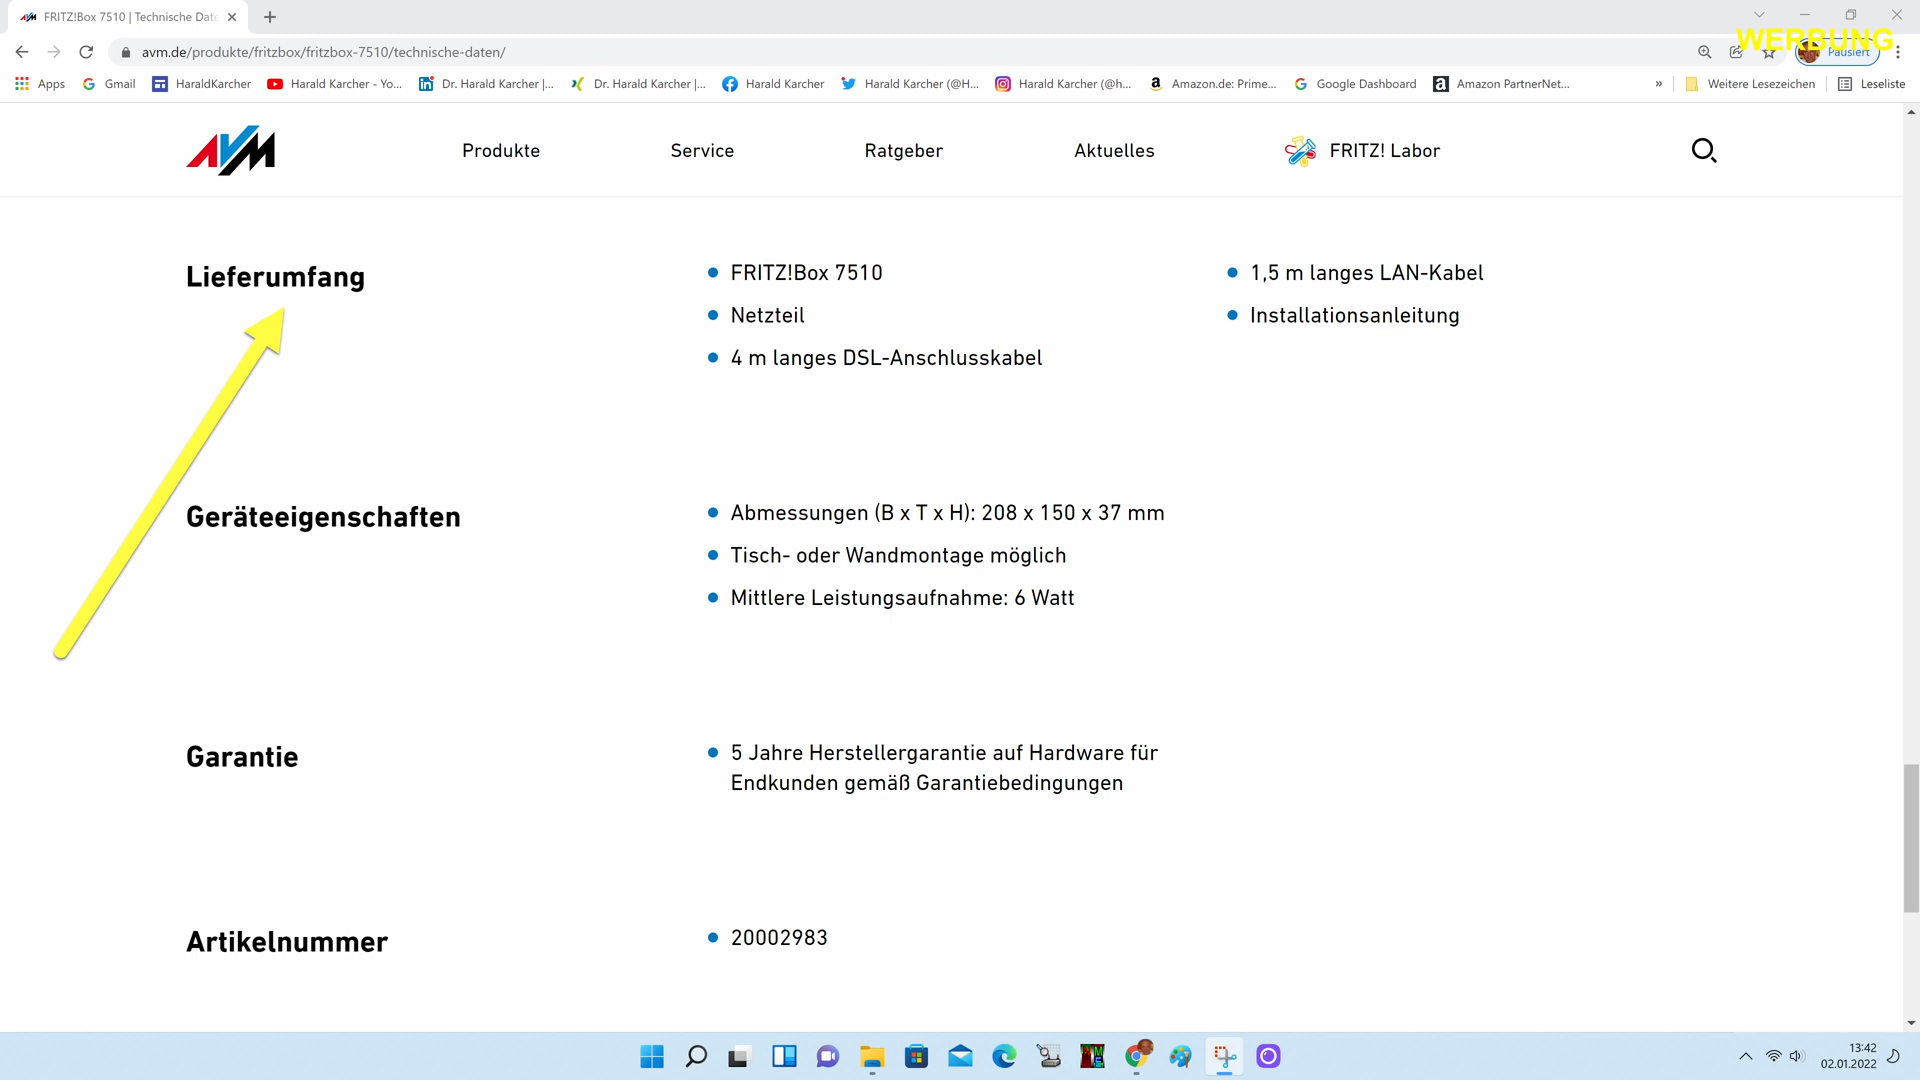 FRITZ!Box 7510 | Technische Date
WERBUNG
avm.de/produkte/fritzbox/fritzbox-7510/technische-daten/
Pausiert
Apps Gmail HaraldKarcher Harald Karcher - Yo... Dr. Harald Karcher |... Dr. Harald Karcher |... Harald Karcher Harald Karcher (@H... Harald Karcher (@h... Amazon.de: Prime... Google Dashboard Amazon PartnerNet... » Weitere Lesezeichen Leseliste
AVM Produkte Service Ratgeber Aktuelles FRITZ! Labor
Lieferumfang
FRITZ!Box 7510
Netzteil
4 m langes DSL-Anschlusskabel
1,5 m langes LAN-Kabel
Installationsanleitung
Geräteeigenschaften
Abmessungen (B x T x H): 208 x 150 x 37 mm
Tisch- oder Wandmontage möglich
Mittlere Leistungsaufnahme: 6 Watt
Garantie
5 Jahre Herstellergarantie auf Hardware für
Endkunden gemäß Garantiebedingungen
Artikelnummer
20002983
13:42
02.01.2022